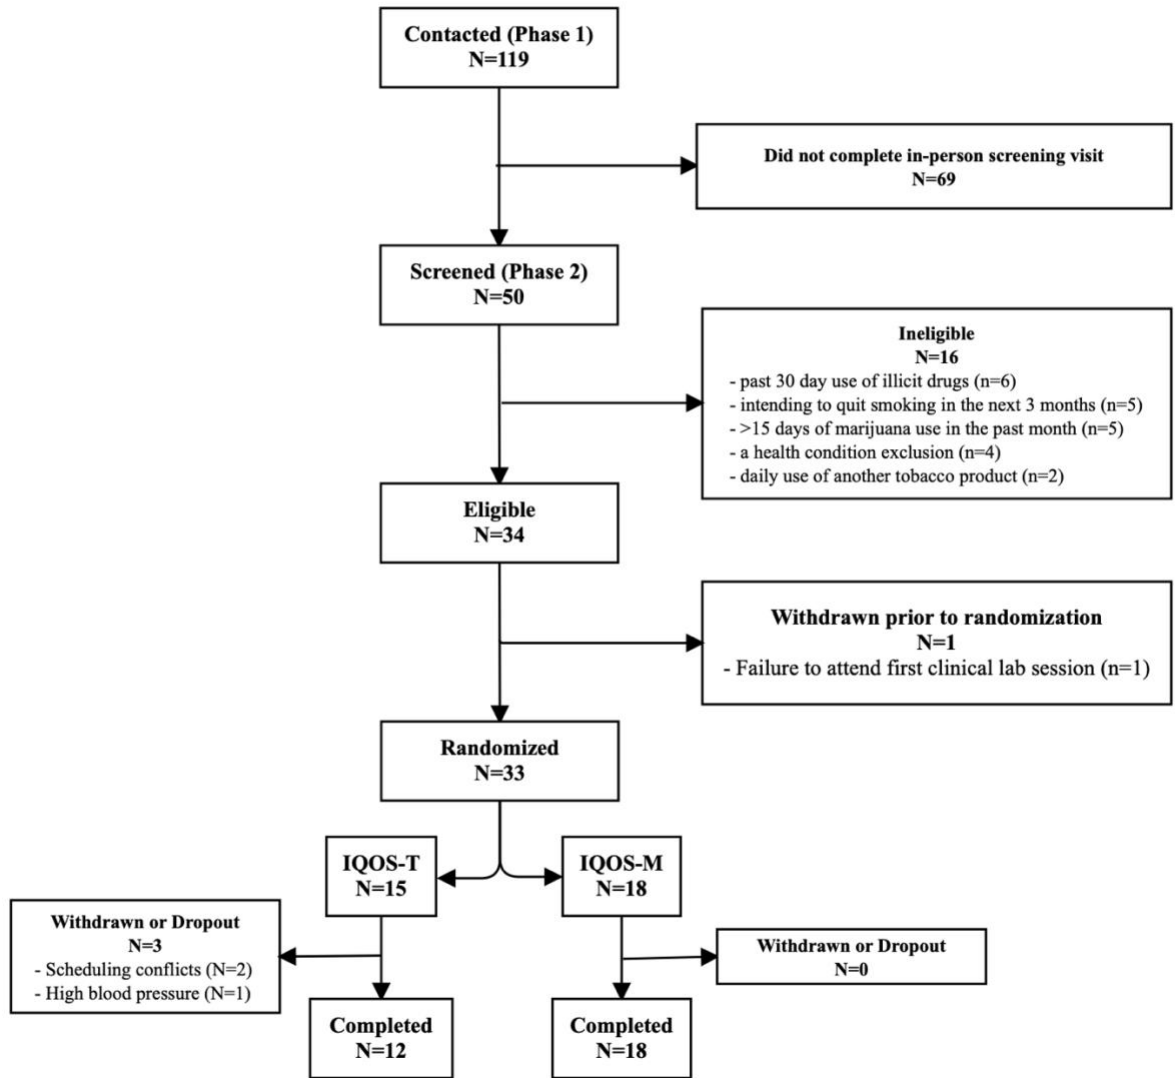 Contacted (Phase 1)
N=119
Did not complete in-person screening visit
N=69
Screened (Phase 2)
N=50
Ineligible
N=16
- past 30 day use of illicit drugs (n=6)
- intending to quit smoking in the next 3 months (n=5)
- >15 days of marijuana use in the past month (n=5)
- a health condition exclusion (n=4)
- daily use of another tobacco product (n=2)
Eligible
N=34
Withdrawn prior to randomization
N=1
- Failure to attend first clinical lab session (n=1)
Randomized
N=33
IQOS-T
N=15
IQOS-M
N=18
Withdrawn or Dropout
N=3
- Scheduling conflicts (N=2)
- High blood pressure (N=1)
Withdrawn or Dropout
N=0
Completed
N=12
Completed
N=18